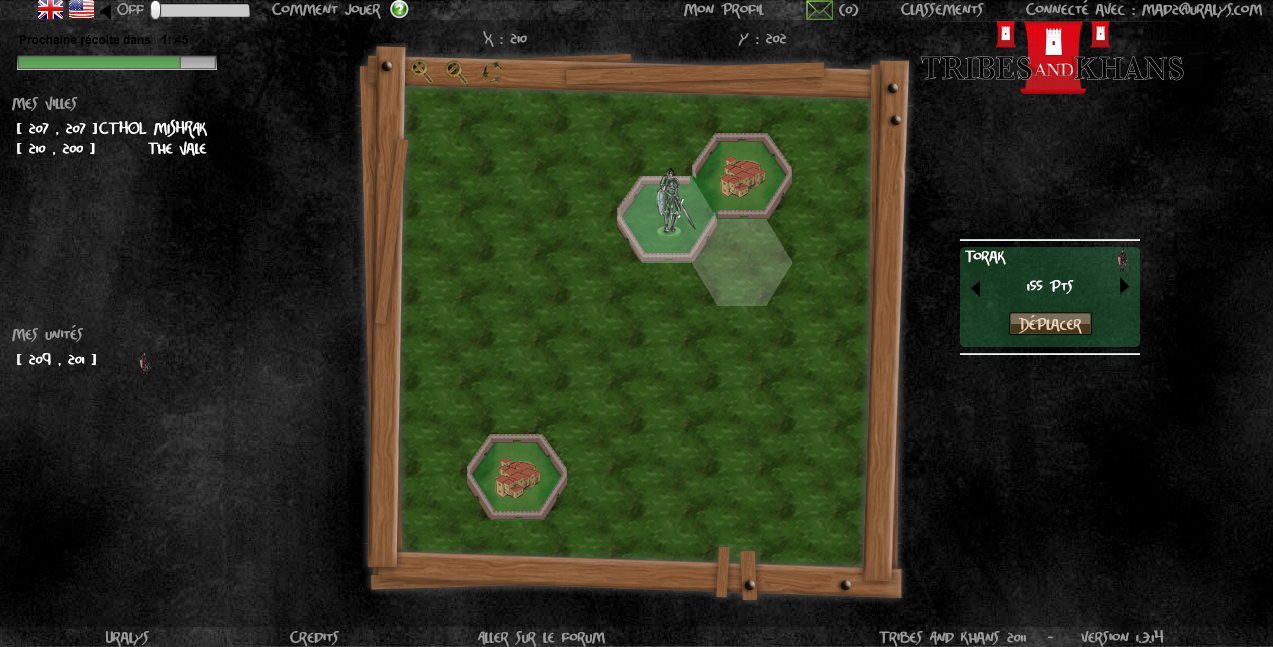 Off
Comment jouer ?
Mon Profil
(0)
Classements
Connecté avec : mad2@uralys.com
Prochaine récolte dans 1: 45
X : 210
Y : 202
TRIBES AND KHANS
Mes villes
[ 207 , 207 ] Cthol Mishrak
[ 210 , 200 ] The Vale
Torak
155 Pts
Déplacer
Mes unités
[ 209 , 201 ]
Uralys
Credits
Aller sur le forum
Tribes and Khans 2011 - version 1.3.14